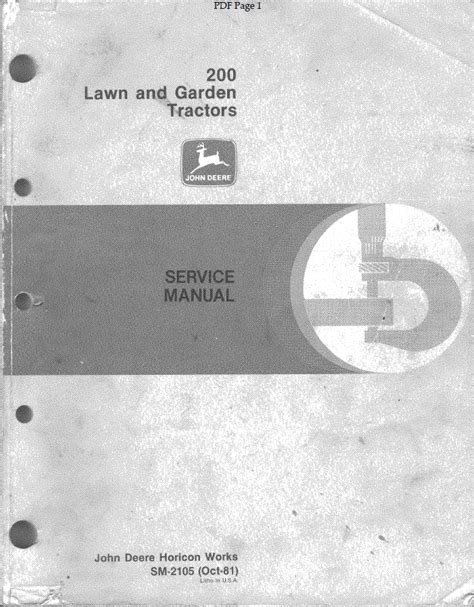 PDF Page 1
200
Lawn and Garden
Tractors
JOHN DEERE
SERVICE
MANUAL
John Deere Horicon Works
SM-2105 (Oct-81)
Litho in U.S.A.